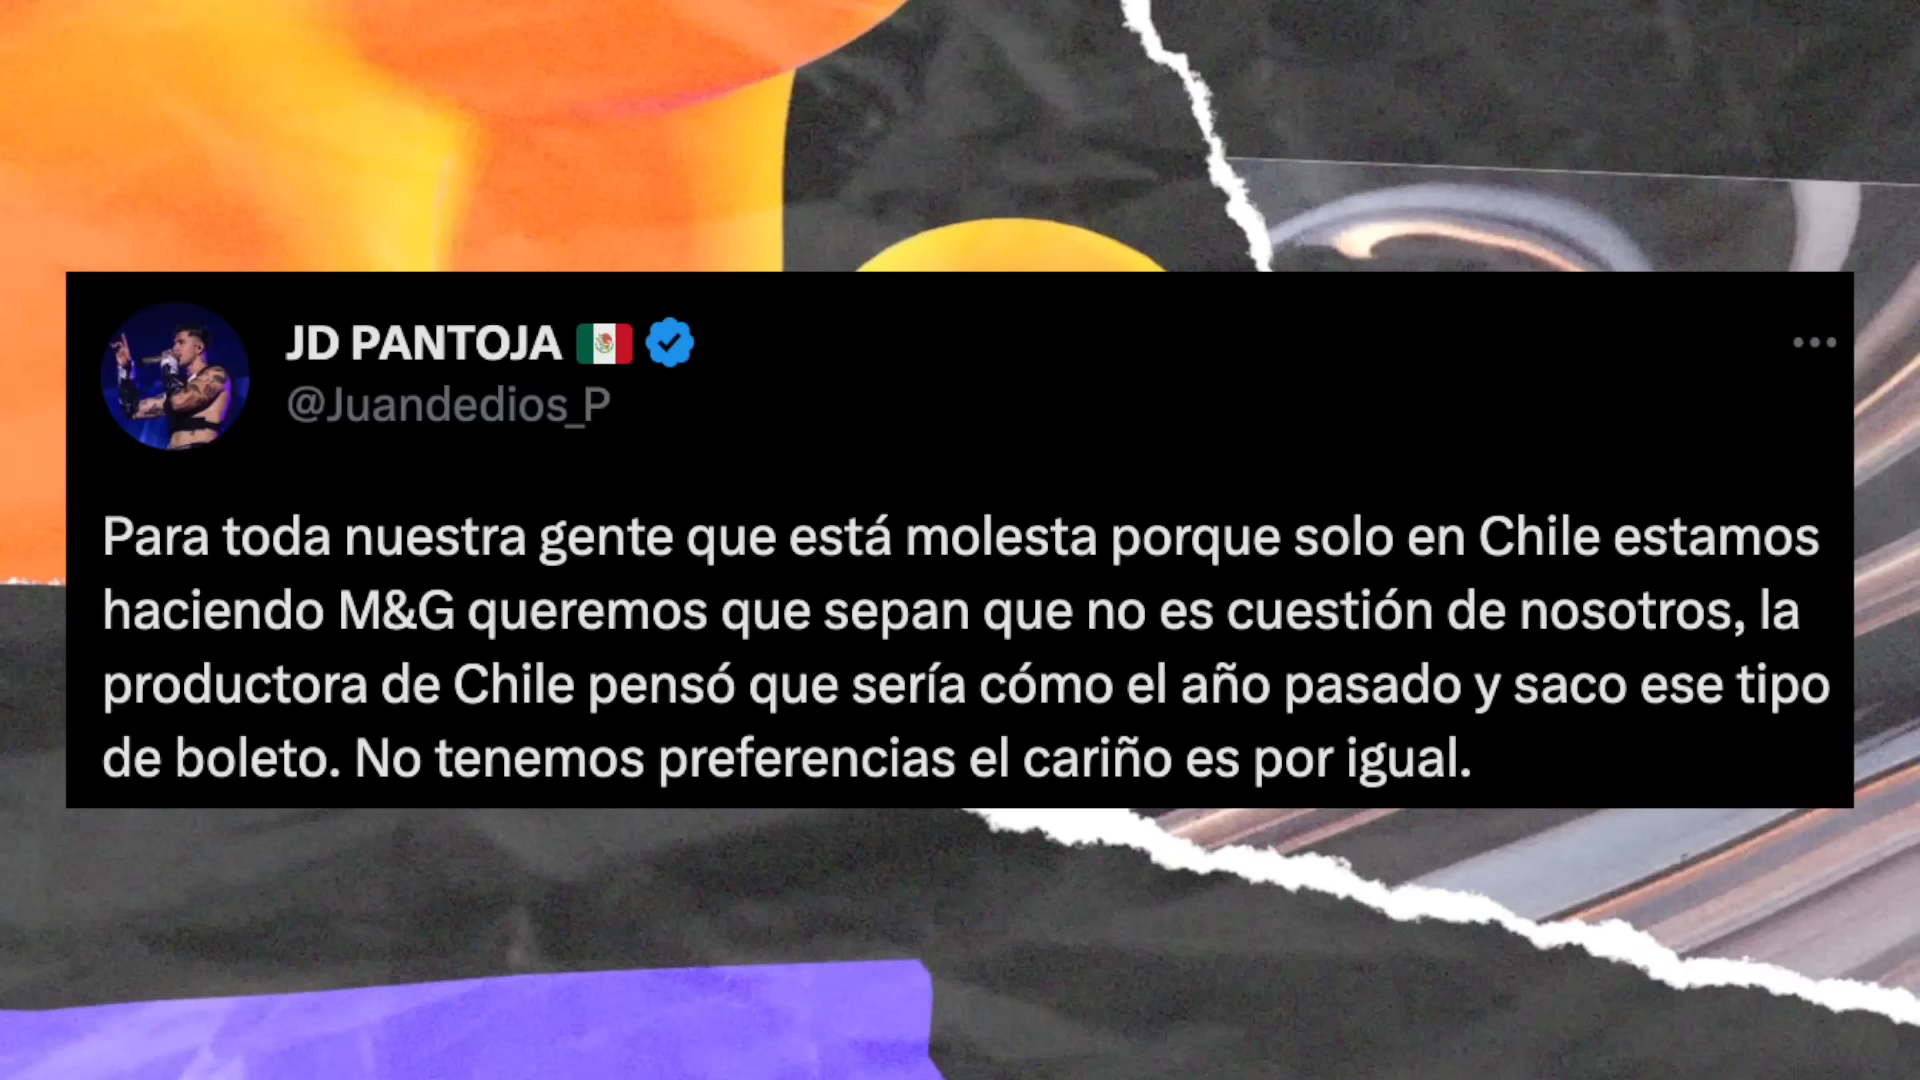 JD PANTOJA 🇲🇽
@Juandedios_P
Para toda nuestra gente que está molesta porque solo en Chile estamos
haciendo M&G queremos que sepan que no es cuestión de nosotros, la
productora de Chile pensó que sería cómo el año pasado y saco ese tipo
de boleto. No tenemos preferencias el cariño es por igual.